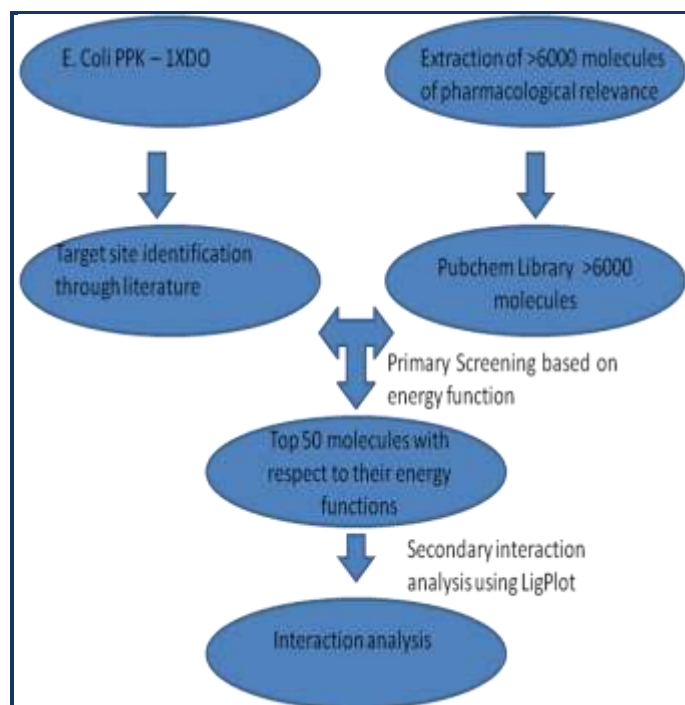 E. Coli PPK – 1XDO
Extraction of >6000 molecules
of pharmacological relevance
Target site identification
through literature
Pubchem Library >6000
molecules
Primary Screening based on
energy function
Top 50 molecules with
respect to their energy
functions
Secondary interaction
analysis using LigPlot
Interaction analysis